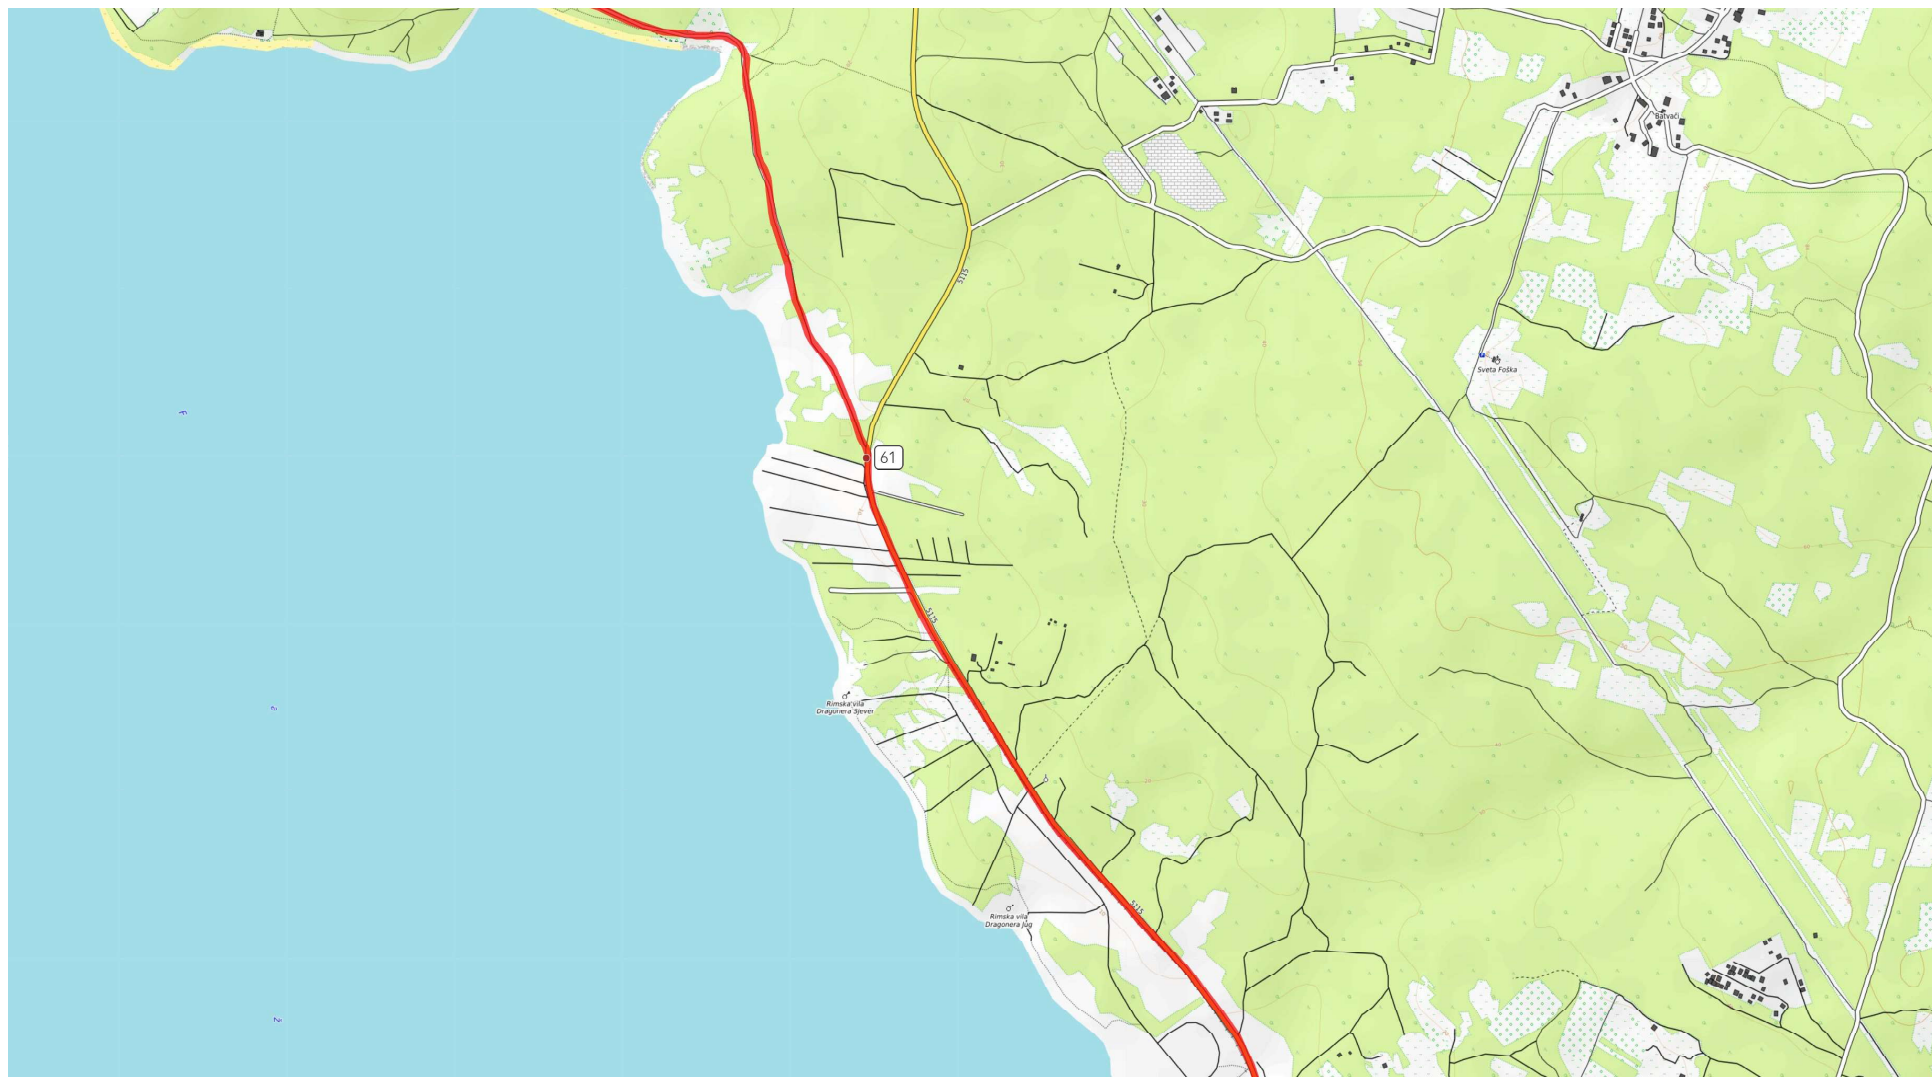 Batvači
5115
Sveta Foška
61
5115
Rimska vila
Dragonera Sjever
5115
Rimska vila
Dragonera Jug